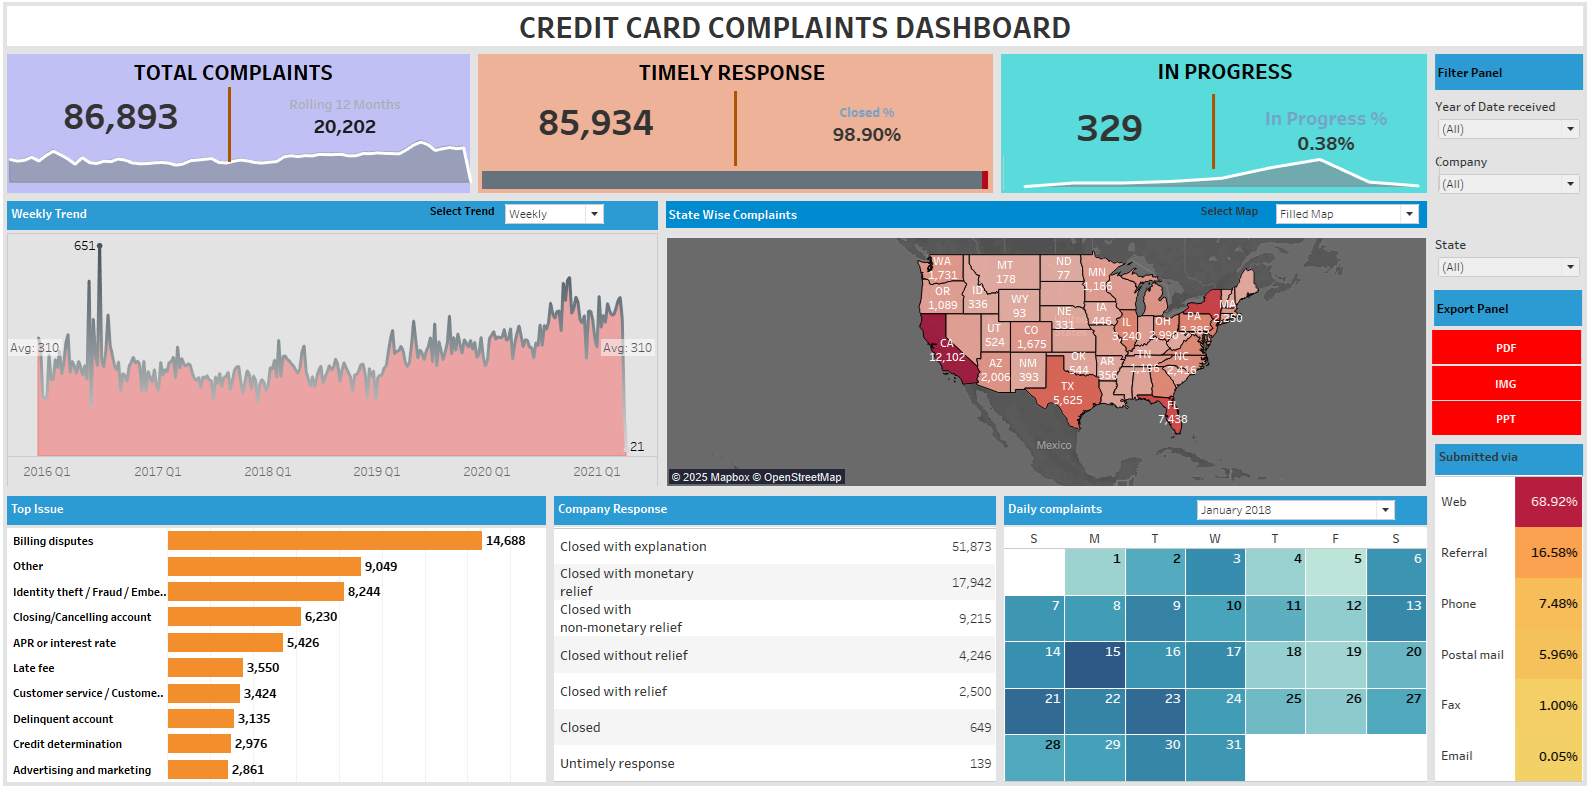 CREDIT CARD COMPLAINTS DASHBOARD
TOTAL COMPLAINTS
86,893
Rolling 12 Months
20,202
TIMELY RESPONSE
85,934
Closed %
98.90%
IN PROGRESS
329
In Progress %
0.38%
Filter Panel
Year of Date received
(All)
Company
(All)
State
(All)
Export Panel
PDF
IMG
PPT
Weekly Trend
Select Trend
Weekly
651
Avg: 310
Avg: 310
21
2016 Q1
2017 Q1
2018 Q1
2019 Q1
2020 Q1
2021 Q1
State Wise Complaints
Select Map
Filled Map
WA
1,731
MT
178
ND
77
MN
1,186
OR
1,089
ID
336
WY
93
NE
331
IA
446
IL
3,240
OH
2,990
PA
3,385
MA
2,250
UT
524
CO
1,675
CA
12,102
AZ
2,006
NM
393
OK
544
AR
356
TN
1,196
NC
2,416
TX
5,625
FL
7,438
Mexico
© 2025 Mapbox © OpenStreetMap
Top Issue
Billing disputes 14,688
Other 9,049
Identity theft / Fraud / Embe.. 8,244
Closing/Cancelling account 6,230
APR or interest rate 5,426
Late fee 3,550
Customer service / Custome.. 3,424
Delinquent account 3,135
Credit determination 2,976
Advertising and marketing 2,861
Company Response
Closed with explanation 51,873
Closed with monetary
relief 17,942
Closed with
non-monetary relief 9,215
Closed without relief 4,246
Closed with relief 2,500
Closed 649
Untimely response 139
Daily complaints
January 2018
S M T W T F S
1 2 3 4 5 6
7 8 9 10 11 12 13
14 15 16 17 18 19 20
21 22 23 24 25 26 27
28 29 30 31
Submitted via
Web 68.92%
Referral 16.58%
Phone 7.48%
Postal mail 5.96%
Fax 1.00%
Email 0.05%